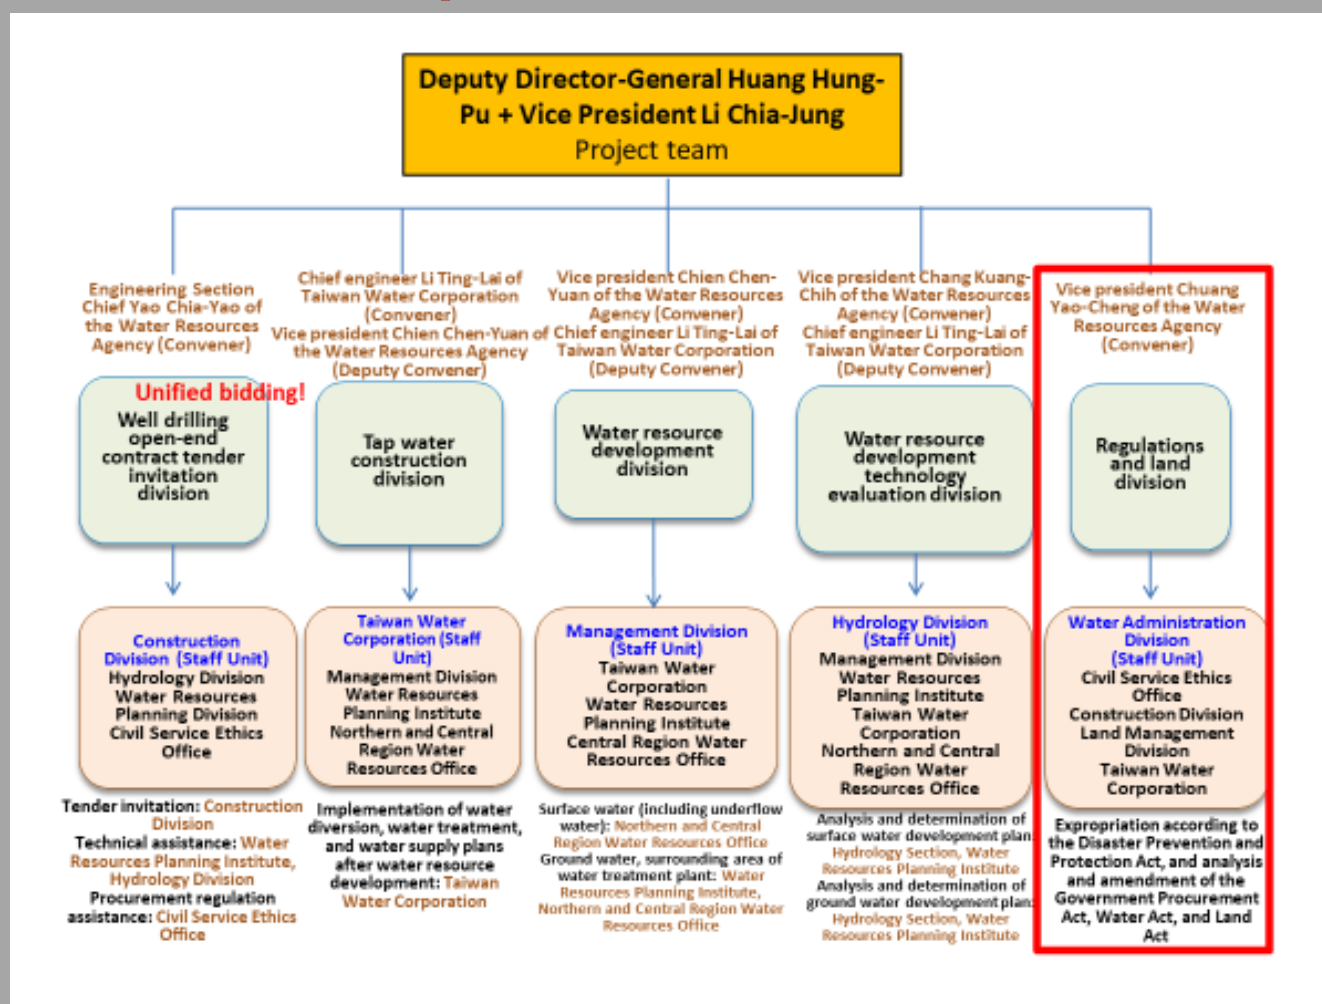 Deputy Director-General Huang Hung-
Pu + Vice President Li Chia-Jung
Project team
Engineering Section
Chief Yao Chia-Yao of
the Water Resources
Agency (Convener)
Chief engineer Li Ting-Lai of
Taiwan Water Corporation
(Convener)
Vice president Chien Chen-Yuan of
the Water Resources Agency
(Deputy Convener)
Vice president Chien Chen-
Yuan of the Water Resources
Agency (Convener)
Chief engineer Li Ting-Lai of
Taiwan Water Corporation
(Deputy Convener)
Vice president Chang Kuang-
Chih of the Water Resources
Agency (Convener)
Chief engineer Li Ting-Lai of
Taiwan Water Corporation
(Deputy Convener)
Vice president Chuang
Yao-Cheng of the Water
Resources Agency
(Convener)
Unified bidding!
Well drilling
open-end
contract tender
invitation
division
Tap water
construction
division
Water resource
development
division
Water resource
development
technology
evaluation division
Regulations
and land
division
Construction
Division (Staff Unit)
Hydrology Division
Water Resources
Planning Division
Civil Service Ethics
Office
Taiwan Water
Corporation (Staff
Unit)
Management Division
Water Resources
Planning Institute
Northern and Central
Region Water
Resources Office
Management Division
(Staff Unit)
Taiwan Water
Corporation
Water Resources
Planning Institute
Central Region Water
Resources Office
Hydrology Division
(Staff Unit)
Management Division
Water Resources
Planning Institute
Taiwan Water
Corporation
Northern and Central
Region Water
Resources Office
Water Administration
Division
(Staff Unit)
Civil Service Ethics
Office
Construction Division
Land Management
Division
Taiwan Water
Corporation
Tender invitation: Construction
Division
Technical assistance: Water
Resources Planning Institute,
Hydrology Division
Procurement regulation
assistance: Civil Service Ethics
Office
Implementation of water
diversion, water treatment,
and water supply plans
after water resource
development: Taiwan
Water Corporation
Surface water (including underflow
water): Northern and Central
Region Water Resources Office
Ground water, surrounding area of
water treatment plant: Water
Resources Planning Institute,
Northern and Central Region Water
Resources Office
Analysis and determination of
surface water development plan:
Hydrology Section, Water
Resources Planning Institute
Analysis and determination of
ground water development plan:
Hydrology Section, Water
Resources Planning Institute
Expropriation according to
the Disaster Prevention and
Protection Act, and analysis
and amendment of the
Government Procurement
Act, Water Act, and Land
Act